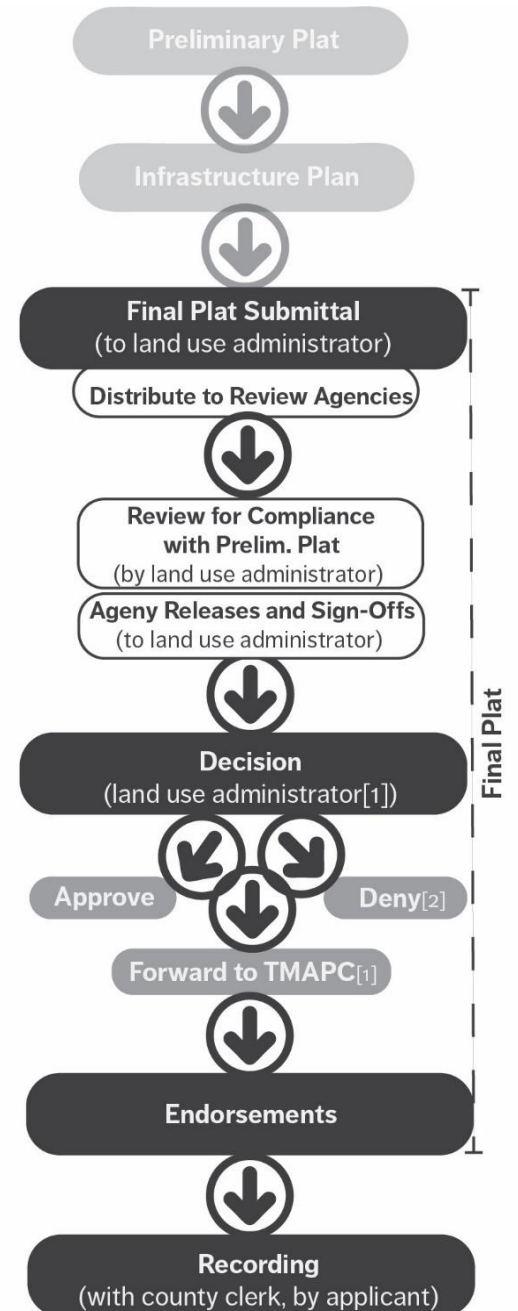 Preliminary Plat
Infrastructure Plan
Final Plat Submittal
(to land use administrator)
Distribute to Review Agencies
Review for Compliance
with Prelim. Plat
(by land use administrator)
Ageny Releases and Sign-Offs
(to land use administrator)
Decision
(land use administrator[1])
Approve
Deny[2]
Forward to TMAPC[1]
Endorsements
Recording
(with county clerk, by applicant)
Final Plat